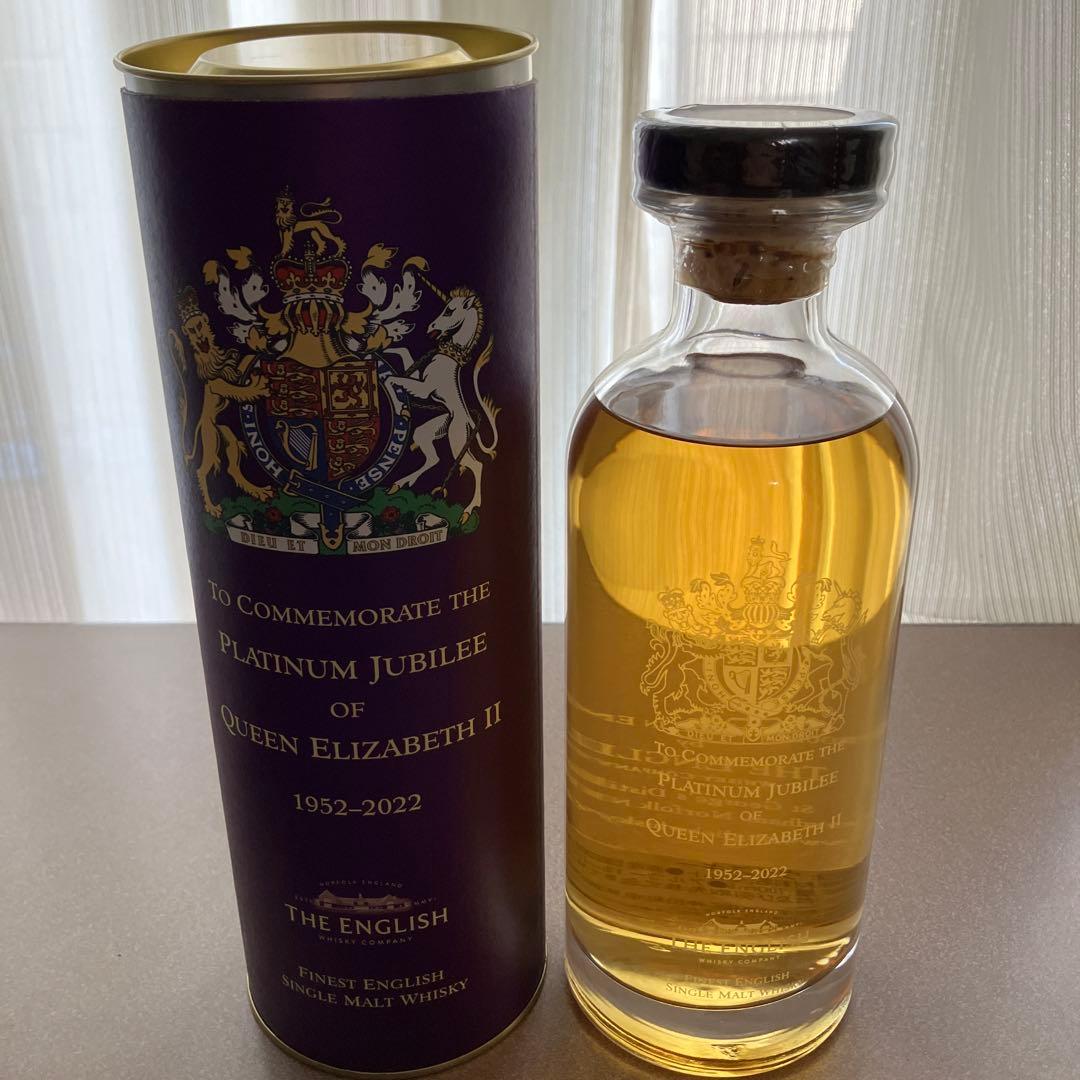 HONI · S
· PENSE ·
DIEU ET MON DROIT
TO COMMEMORATE THE
PLATINUM JUBILEE
OF
QUEEN ELIZABETH II
1952–2022
NORFOLK ENGLAND
THE ENGLISH
WHISKY COMPANY
FINEST ENGLISH
SINGLE MALT WHISKY
DIEU ET MON DROIT
TO COMMEMORATE THE
PLATINUM JUBILEE
OF
QUEEN ELIZABETH II
1952–2022
NORFOLK ENGLAND
THE ENGLISH
WHISKY COMPANY
FINEST ENGLISH
SINGLE MALT WHISKY